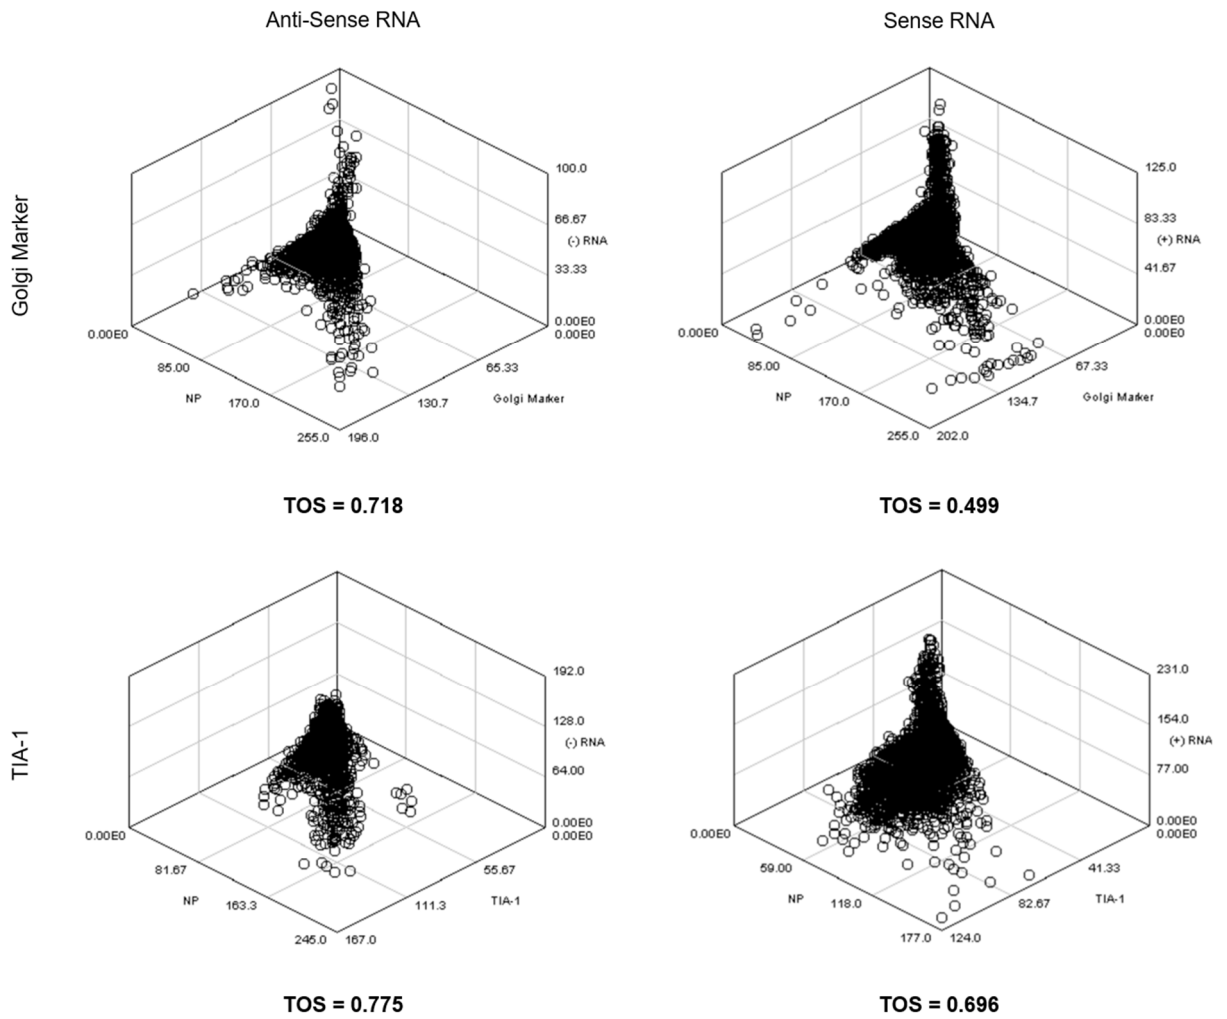 Anti-Sense RNA
Sense RNA
Golgi Marker
100.0
66.67
(-) RNA
33.33
0.00E0
0.00E0
0.00E0
85.00
65.33
NP
Golgi Marker
170.0
130.7
255.0
196.0
125.0
83.33
(+) RNA
41.67
0.00E0
0.00E0
0.00E0
85.00
67.33
NP
Golgi Marker
170.0
134.7
255.0
202.0
TOS = 0.718
TOS = 0.499
TIA-1
192.0
128.0
(-) RNA
64.00
0.00E0
0.00E0
0.00E0
81.67
55.67
NP
TIA-1
163.3
111.3
245.0
167.0
231.0
154.0
(+) RNA
77.00
0.00E0
0.00E0
0.00E0
59.00
41.33
NP
TIA-1
118.0
82.67
177.0
124.0
TOS = 0.775
TOS = 0.696